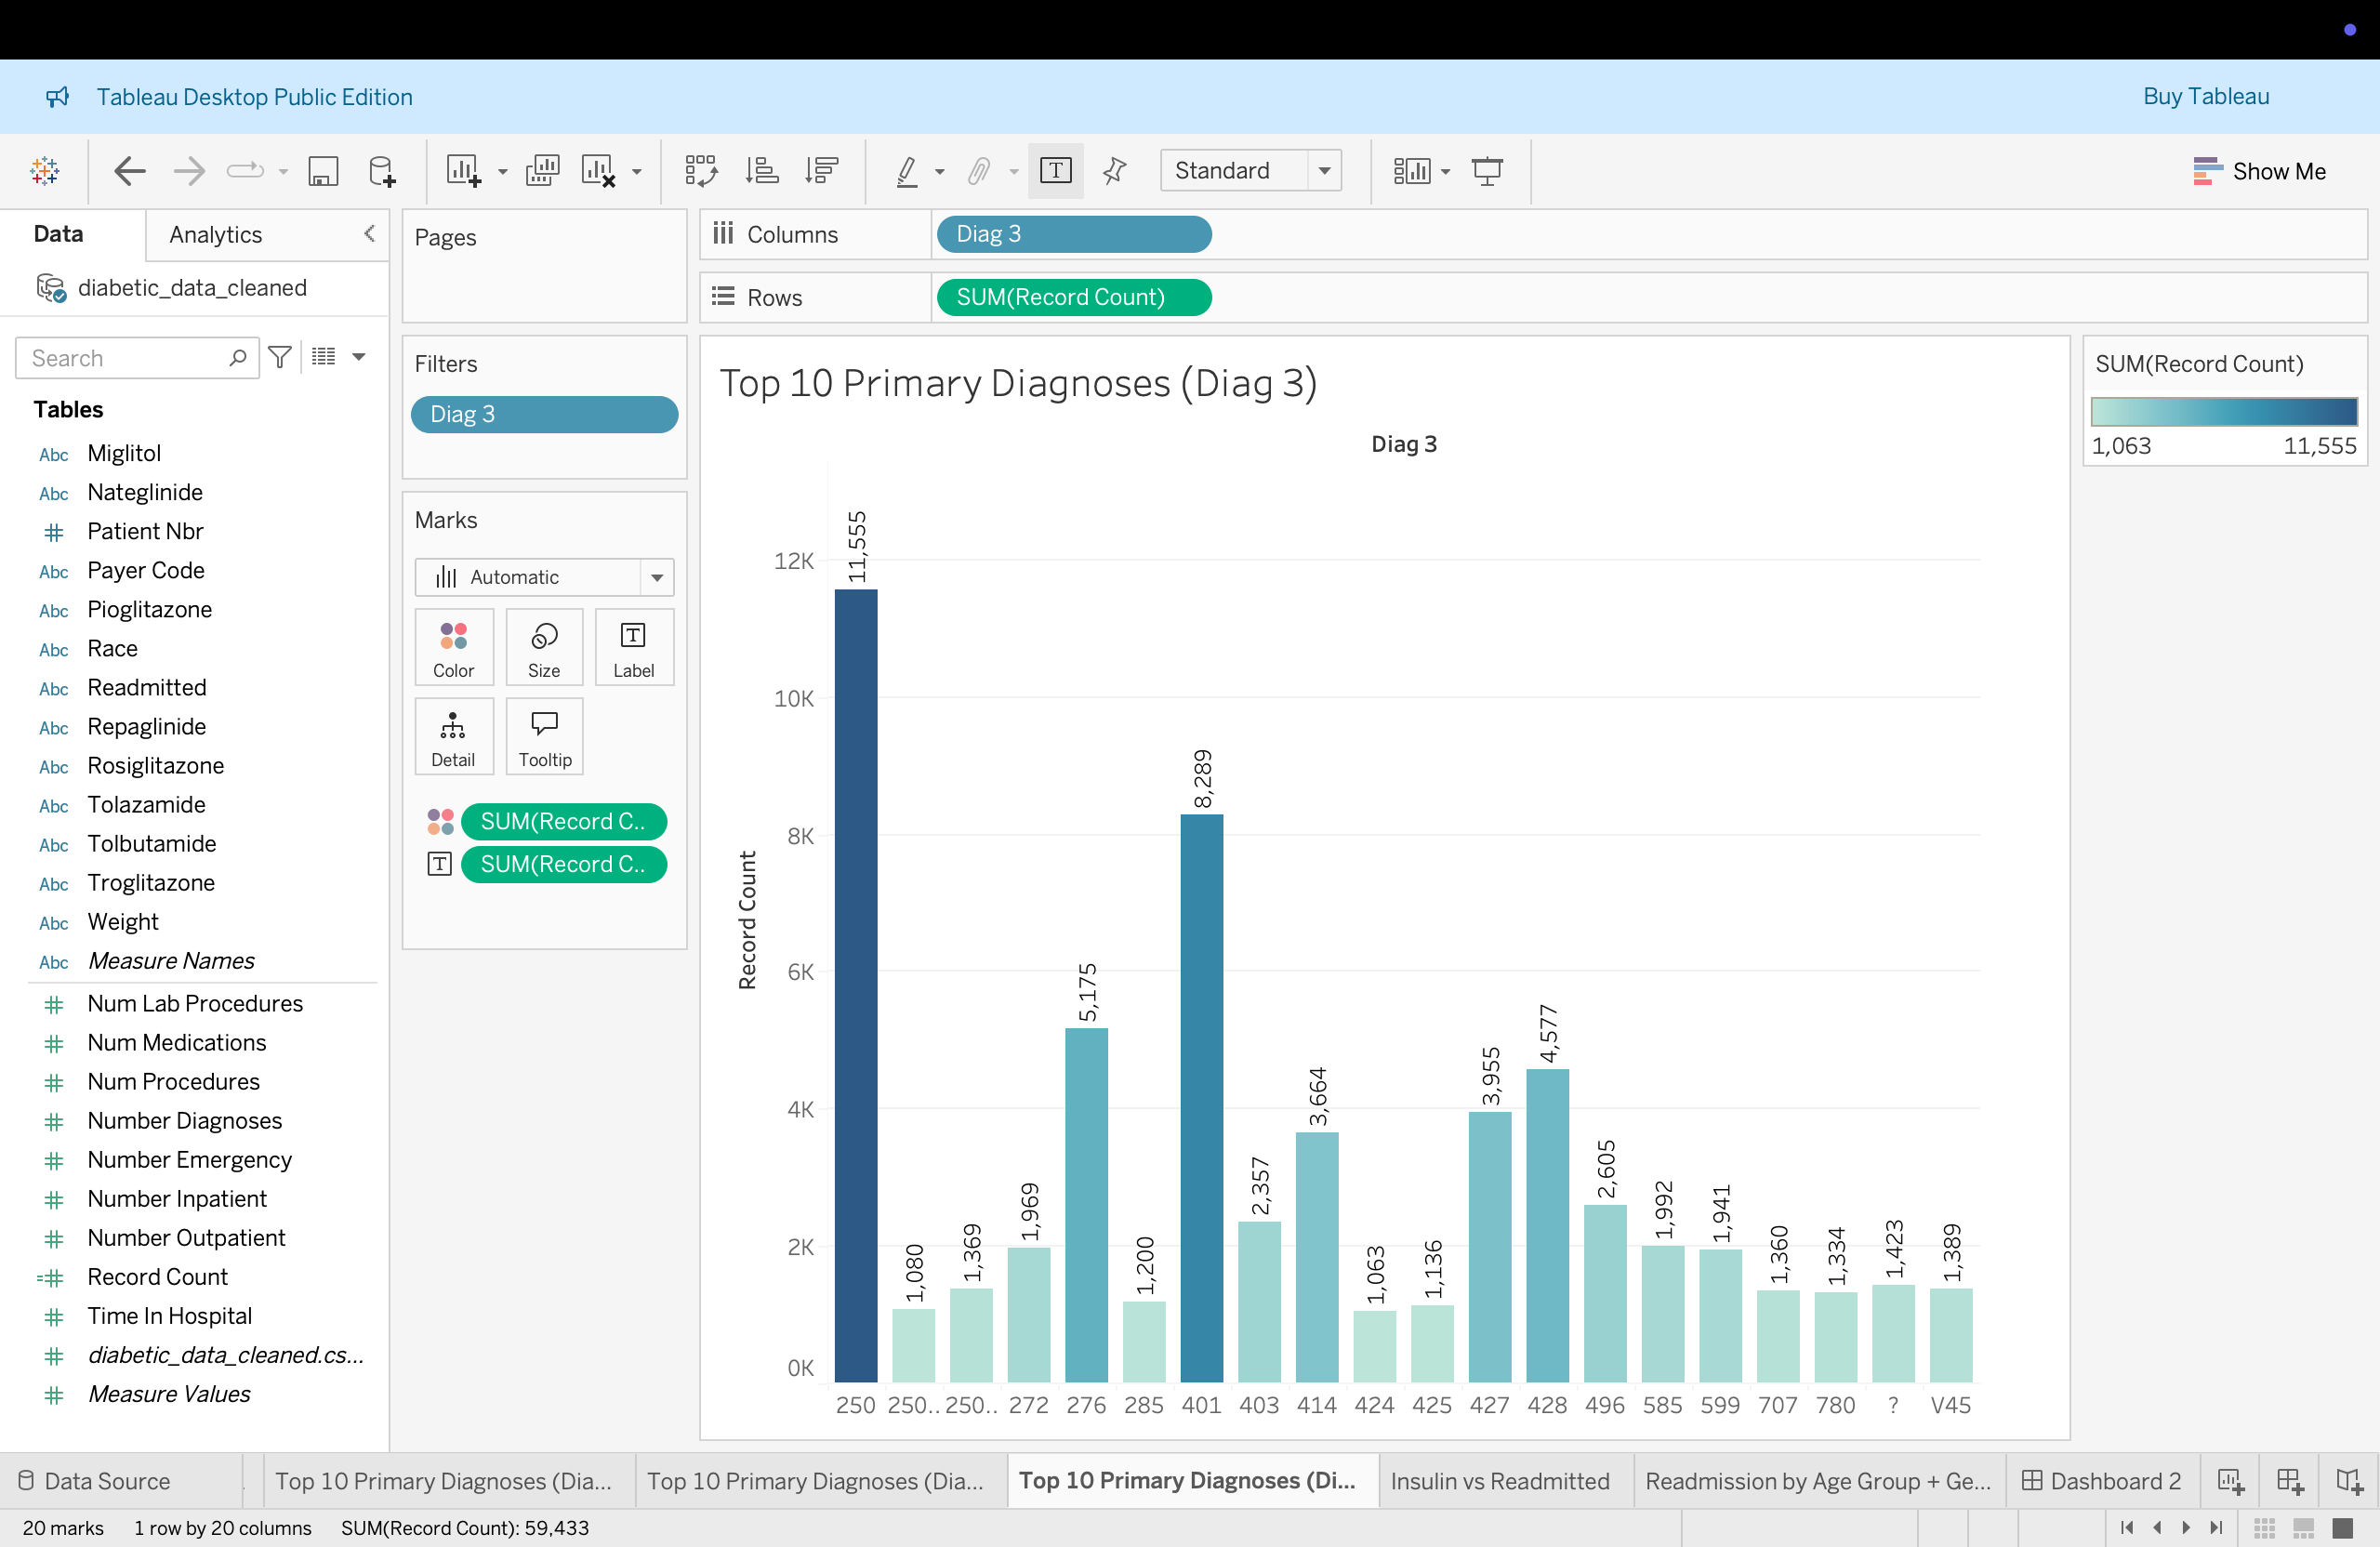 Tableau Desktop Public Edition
Buy Tableau
Standard
Show Me
Data
Analytics
diabetic_data_cleaned
Search
Tables
Abc Miglitol
Abc Nateglinide
# Patient Nbr
Abc Payer Code
Abc Pioglitazone
Abc Race
Abc Readmitted
Abc Repaglinide
Abc Rosiglitazone
Abc Tolazamide
Abc Tolbutamide
Abc Troglitazone
Abc Weight
Abc Measure Names
# Num Lab Procedures
# Num Medications
# Num Procedures
# Number Diagnoses
# Number Emergency
# Number Inpatient
# Number Outpatient
=# Record Count
# Time In Hospital
# diabetic_data_cleaned.cs...
# Measure Values
Pages
Filters
Diag 3
Marks
Automatic
Color
Size
T
Label
Detail
Tooltip
SUM(Record C..
T SUM(Record C..
Columns
Diag 3
Rows
SUM(Record Count)
Top 10 Primary Diagnoses (Diag 3)
Diag 3
Record Count
12K
10K
8K
6K
4K
2K
0K
11,555
1,080
1,369
1,969
5,175
1,200
8,289
2,357
3,664
1,063
1,136
3,955
4,577
2,605
1,992
1,941
1,360
1,334
1,423
1,389
250 250.. 250.. 272 276 285 401 403 414 424 425 427 428 496 585 599 707 780 ? V45
SUM(Record Count)
1,063 11,555
Data Source
Top 10 Primary Diagnoses (Dia...
Top 10 Primary Diagnoses (Dia...
Top 10 Primary Diagnoses (Di...
Insulin vs Readmitted
Readmission by Age Group + Ge...
Dashboard 2
20 marks 1 row by 20 columns SUM(Record Count): 59,433